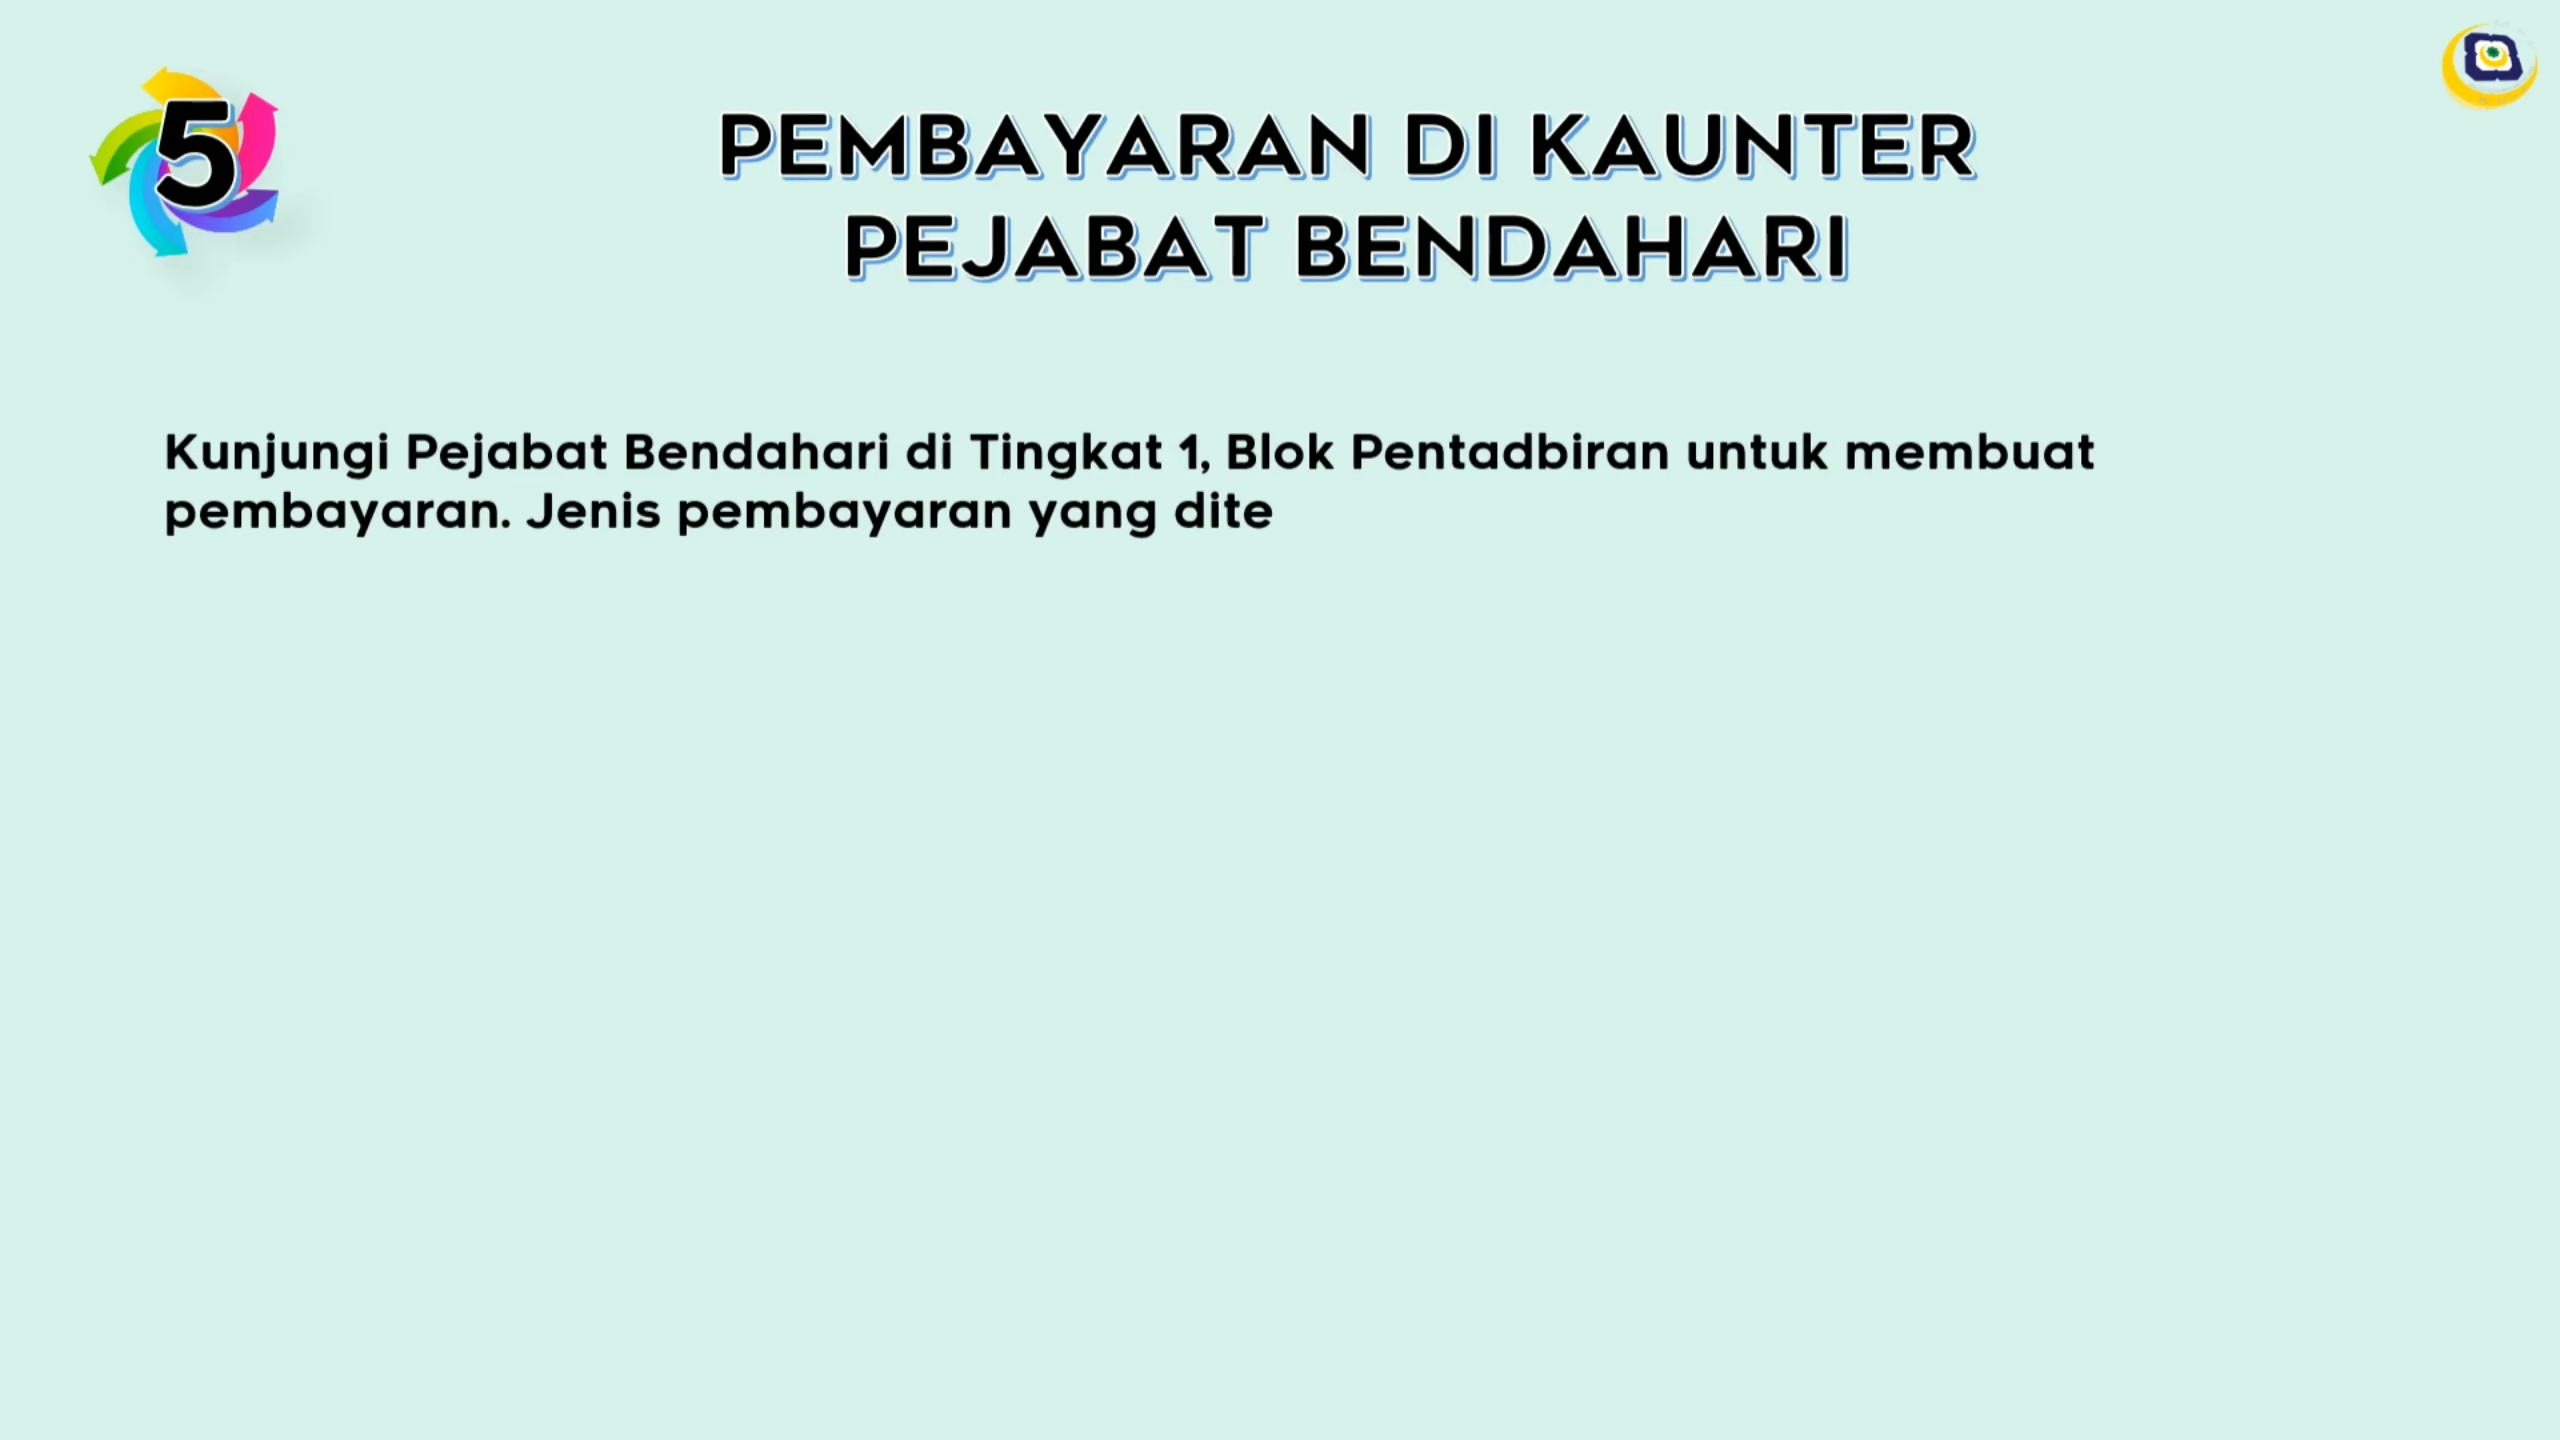 5
PEMBAYARAN DI KAUNTER
PEJABAT BENDAHARI
Kunjungi Pejabat Bendahari di Tingkat 1, Blok Pentadbiran untuk membuat
pembayaran. Jenis pembayaran yang dite